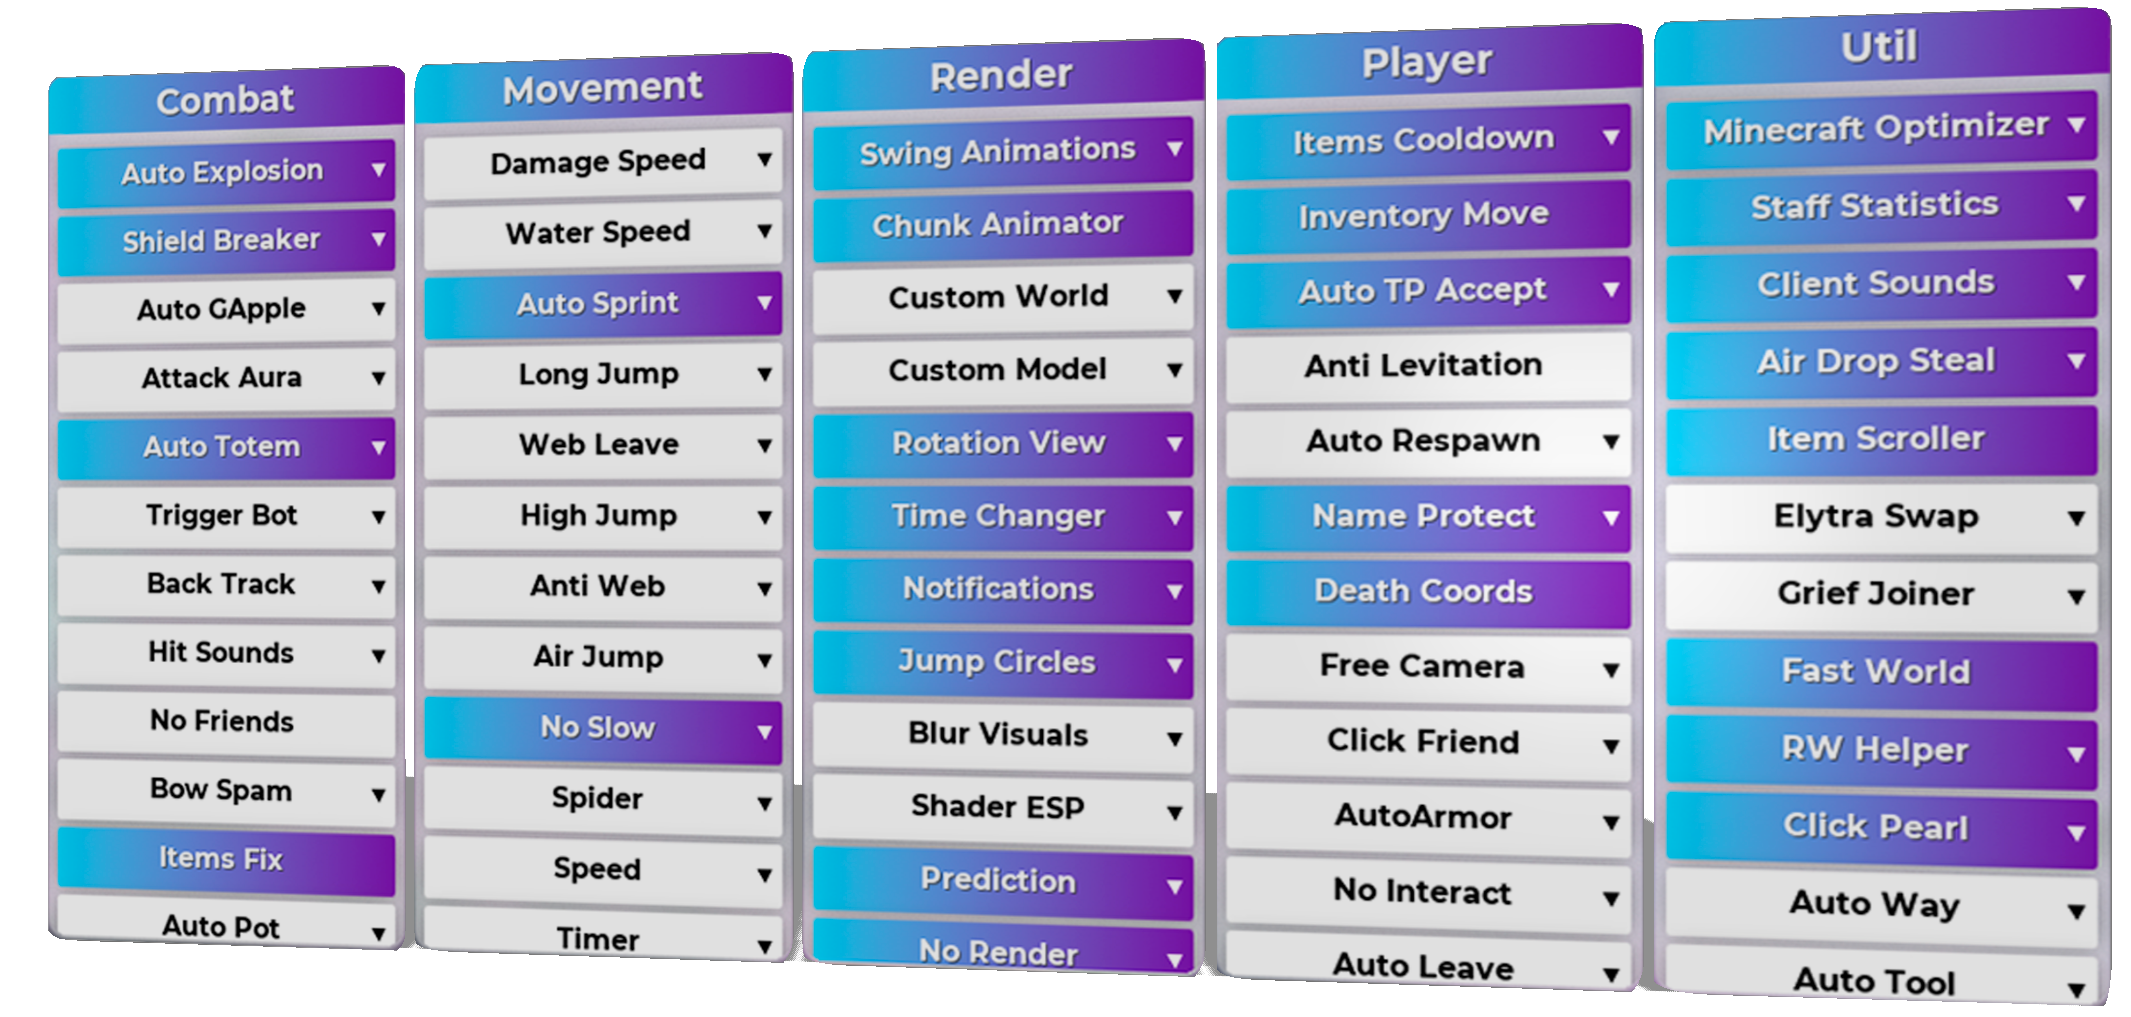 Combat
Auto Explosion
Shield Breaker
Auto GApple
Attack Aura
Auto Totem
Trigger Bot
Back Track
Hit Sounds
No Friends
Bow Spam
Items Fix
Auto Pot
Movement
Damage Speed
Water Speed
Auto Sprint
Long Jump
Web Leave
High Jump
Anti Web
Air Jump
No Slow
Spider
Speed
Timer
Render
Swing Animations
Chunk Animator
Custom World
Custom Model
Rotation View
Time Changer
Notifications
Jump Circles
Blur Visuals
Shader ESP
Prediction
No Render
Player
Items Cooldown
Inventory Move
Auto TP Accept
Anti Levitation
Auto Respawn
Name Protect
Death Coords
Free Camera
Click Friend
AutoArmor
No Interact
Auto Leave
Util
Minecraft Optimizer
Staff Statistics
Client Sounds
Air Drop Steal
Item Scroller
Elytra Swap
Grief Joiner
Fast World
RW Helper
Click Pearl
Auto Way
Auto Tool